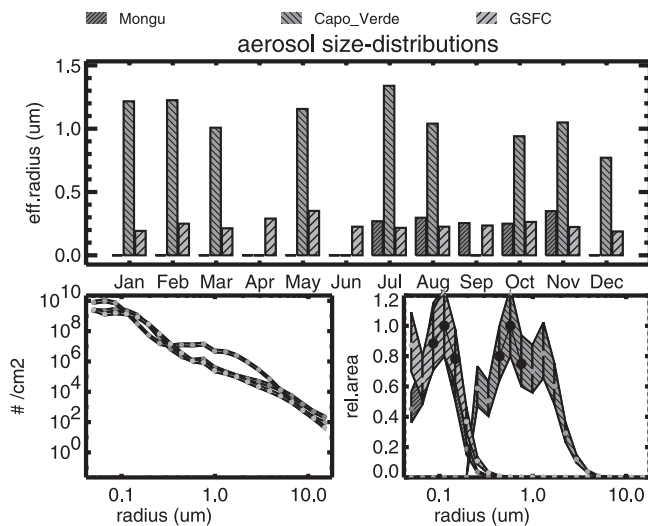 Mongu Capo_Verde GSFC
aerosol size-distributions
1.5
1.0
0.5
0.0
eff.radius (um)
Jan Feb Mar Apr May Jun Jul Aug Sep Oct Nov Dec
10^10
10^8
10^6
10^4
10^2
10^0
# /cm2
0.1 1.0 10.0
radius (um)
1.2
1.0
0.8
0.6
0.4
0.2
0.0
rel.area
0.1 1.0 10.0
radius (um)